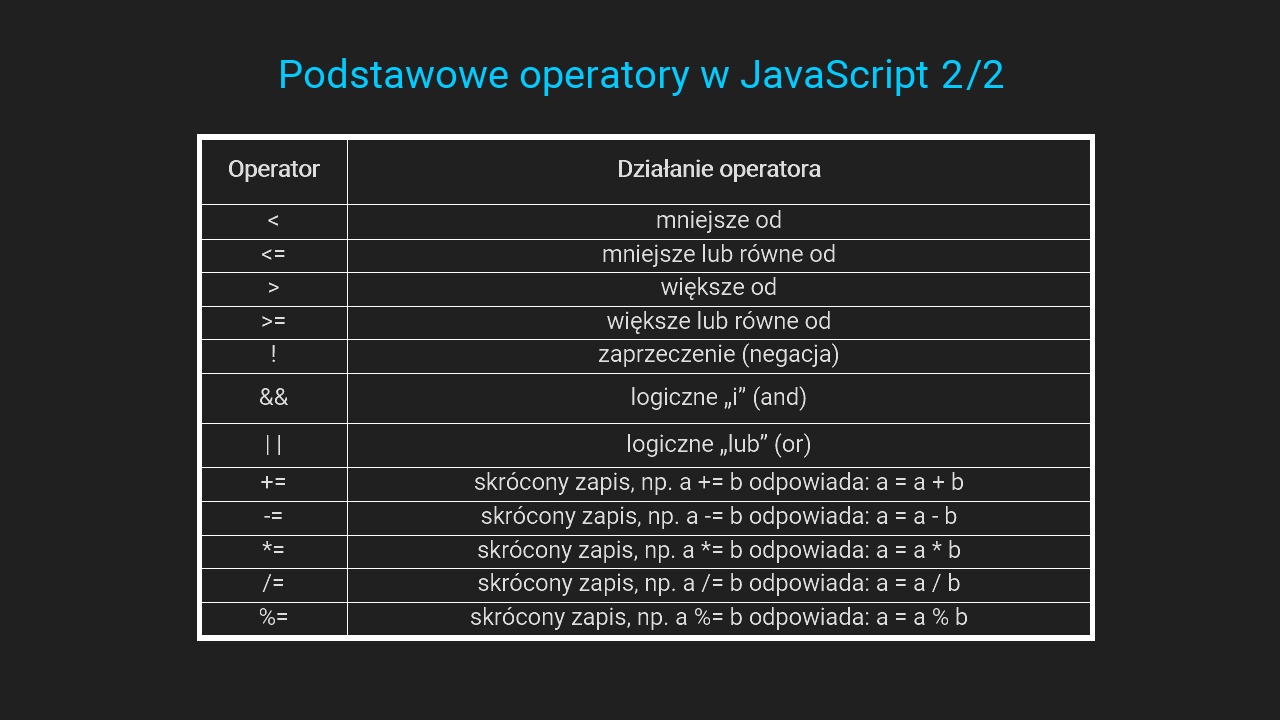 Podstawowe operatory w JavaScript 2/2
Operator Działanie operatora
< mniejsze od
<= mniejsze lub równe od
> większe od
>= większe lub równe od
! zaprzeczenie (negacja)
&& logiczne „i” (and)
|| logiczne „lub” (or)
+= skrócony zapis, np. a += b odpowiada: a = a + b
-= skrócony zapis, np. a -= b odpowiada: a = a - b
*= skrócony zapis, np. a *= b odpowiada: a = a * b
/= skrócony zapis, np. a /= b odpowiada: a = a / b
%= skrócony zapis, np. a %= b odpowiada: a = a % b